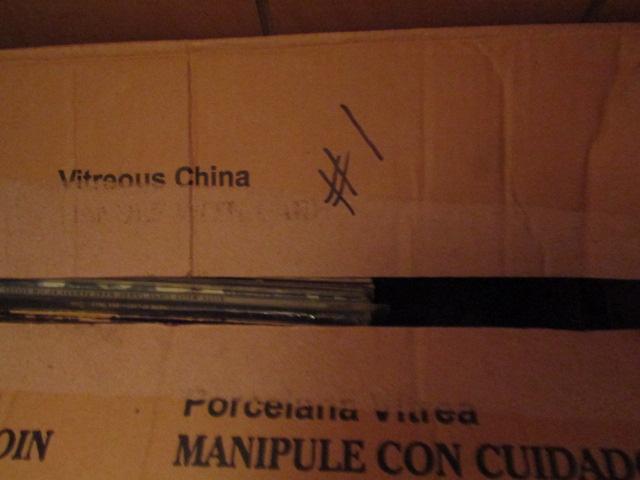 #1
Vitreous China
Porcelana Vitrea
OIN
MANIPULE CON CUIDADO